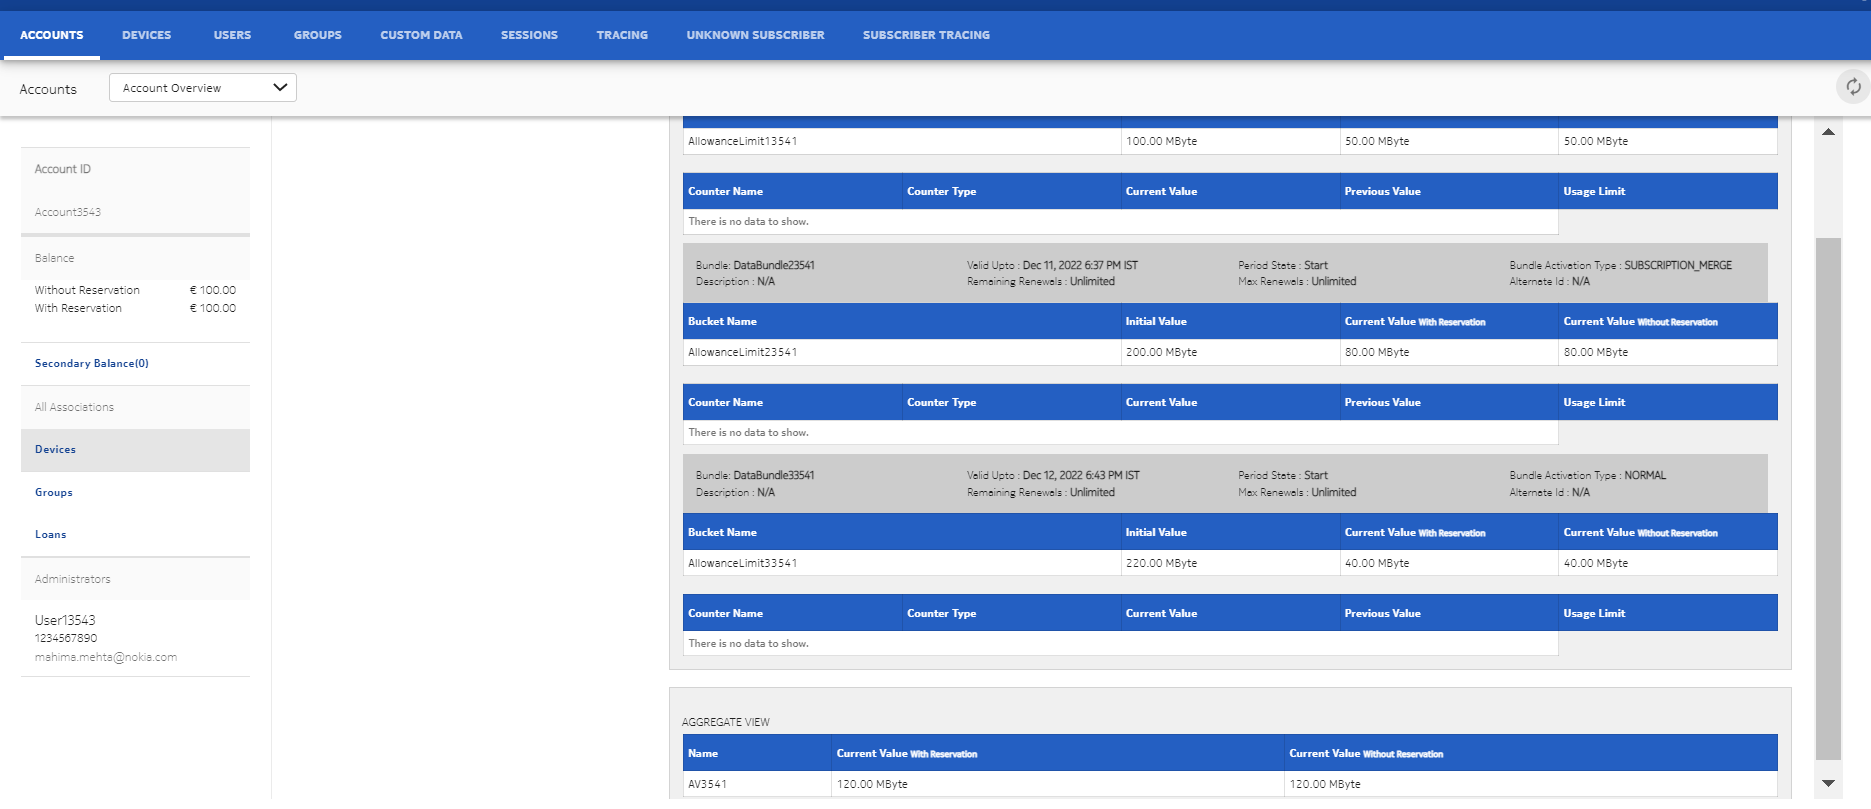 ACCOUNTS DEVICES USERS GROUPS CUSTOM DATA SESSIONS TRACING UNKNOWN SUBSCRIBER SUBSCRIBER TRACING
Accounts Account Overview
Account ID
Account3543
Balance
Without Reservation € 100.00
With Reservation € 100.00
Secondary Balance(0)
All Associations
Devices
Groups
Loans
Administrators
User13543
1234567890
mahima.mehta@nokia.com
AllowanceLimit13541 100.00 MByte 50.00 MByte 50.00 MByte
Counter Name Counter Type Current Value Previous Value Usage Limit
There is no data to show.
Bundle: DataBundle23541 Valid Upto : Dec 11, 2022 6:37 PM IST Period State : Start Bundle Activation Type : SUBSCRIPTION_MERGE
Description : N/A Remaining Renewals : Unlimited Max Renewals : Unlimited Alternate Id : N/A
Bucket Name Initial Value Current Value With Reservation Current Value Without Reservation
AllowanceLimit23541 200.00 MByte 80.00 MByte 80.00 MByte
Counter Name Counter Type Current Value Previous Value Usage Limit
There is no data to show.
Bundle: DataBundle33541 Valid Upto : Dec 12, 2022 6:43 PM IST Period State : Start Bundle Activation Type : NORMAL
Description : N/A Remaining Renewals : Unlimited Max Renewals : Unlimited Alternate Id : N/A
Bucket Name Initial Value Current Value With Reservation Current Value Without Reservation
AllowanceLimit33541 220.00 MByte 40.00 MByte 40.00 MByte
Counter Name Counter Type Current Value Previous Value Usage Limit
There is no data to show.
AGGREGATE VIEW
Name Current Value With Reservation Current Value Without Reservation
AV3541 120.00 MByte 120.00 MByte